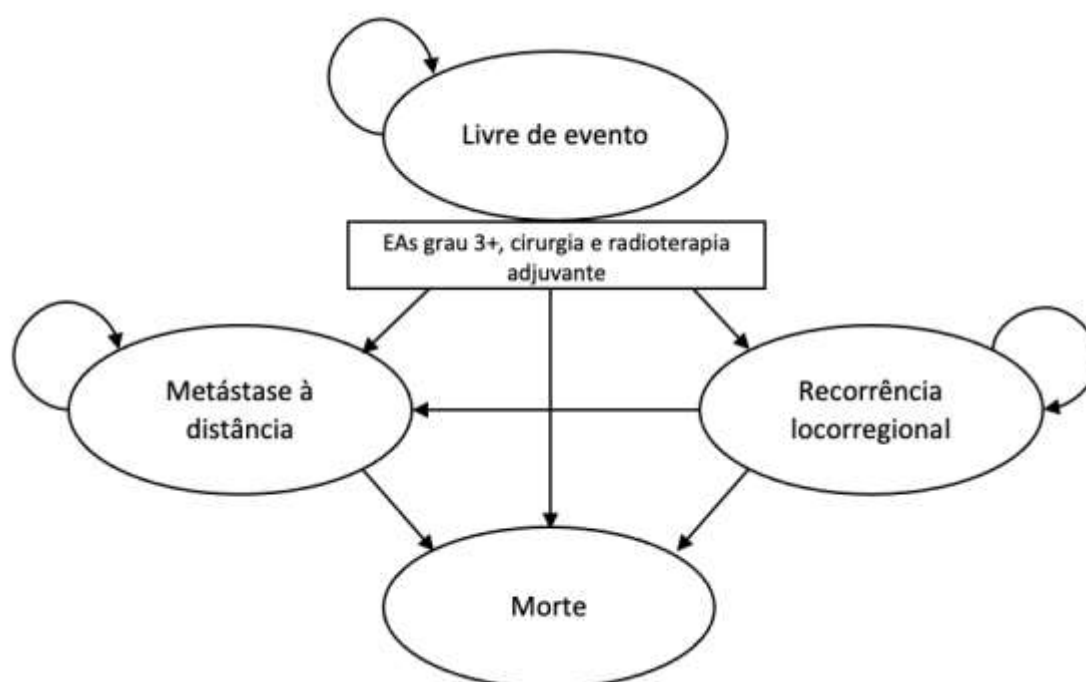 Livre de evento
EAs grau 3+, cirurgia e radioterapia
adjuvante
Metástase à
distância
Recorrência
locorregional
Morte